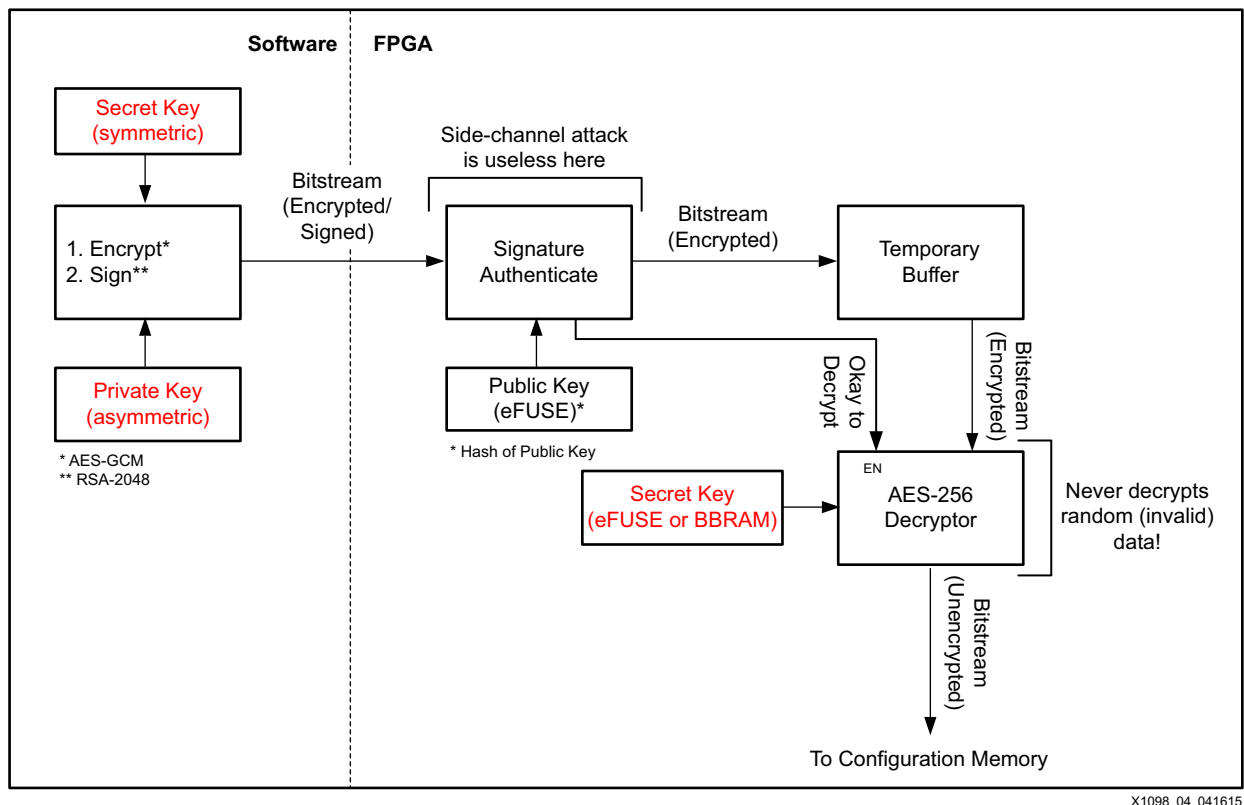 Software
FPGA
Secret Key
(symmetric)
Side-channel attack
is useless here
Bitstream
(Encrypted/
Signed)
1. Encrypt*
2. Sign**
Signature
Authenticate
Bitstream
(Encrypted)
Temporary
Buffer
Private Key
(asymmetric)
* AES-GCM
** RSA-2048
Public Key
(eFUSE)*
* Hash of Public Key
Okay to
Decrypt
Bitstream
(Encrypted)
Secret Key
(eFUSE or BBRAM)
EN
AES-256
Decryptor
Never decrypts
random (invalid)
data!
Bitstream
(Unencrypted)
To Configuration Memory
X1098_04_041615